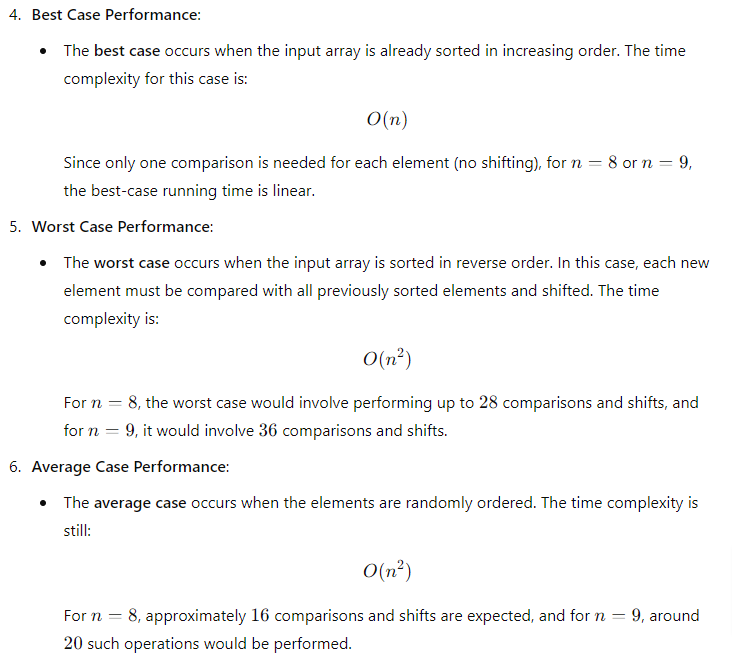 4. Best Case Performance:
• The best case occurs when the input array is already sorted in increasing order. The time
complexity for this case is:
O(n)
Since only one comparison is needed for each element (no shifting), for n = 8 or n = 9,
the best-case running time is linear.
5. Worst Case Performance:
• The worst case occurs when the input array is sorted in reverse order. In this case, each new
element must be compared with all previously sorted elements and shifted. The time
complexity is:
O(n²)
For n = 8, the worst case would involve performing up to 28 comparisons and shifts, and
for n = 9, it would involve 36 comparisons and shifts.
6. Average Case Performance:
• The average case occurs when the elements are randomly ordered. The time complexity is
still:
O(n²)
For n = 8, approximately 16 comparisons and shifts are expected, and for n = 9, around
20 such operations would be performed.